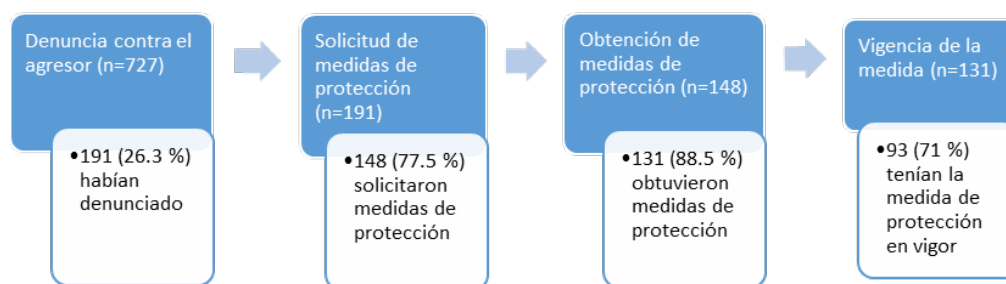 Denuncia contra el
agresor (n=727)
•191 (26.3 %)
habían
denunciado
Solicitud de
medidas de
protección
(n=191)
•148 (77.5 %)
solicitaron
medidas de
protección
Obtención de
medidas de
protección (n=148)
•131 (88.5 %)
obtuvieron
medidas de
protección
Vigencia de la
medida (n=131)
•93 (71 %)
tenían la
medida de
protección
en vigor